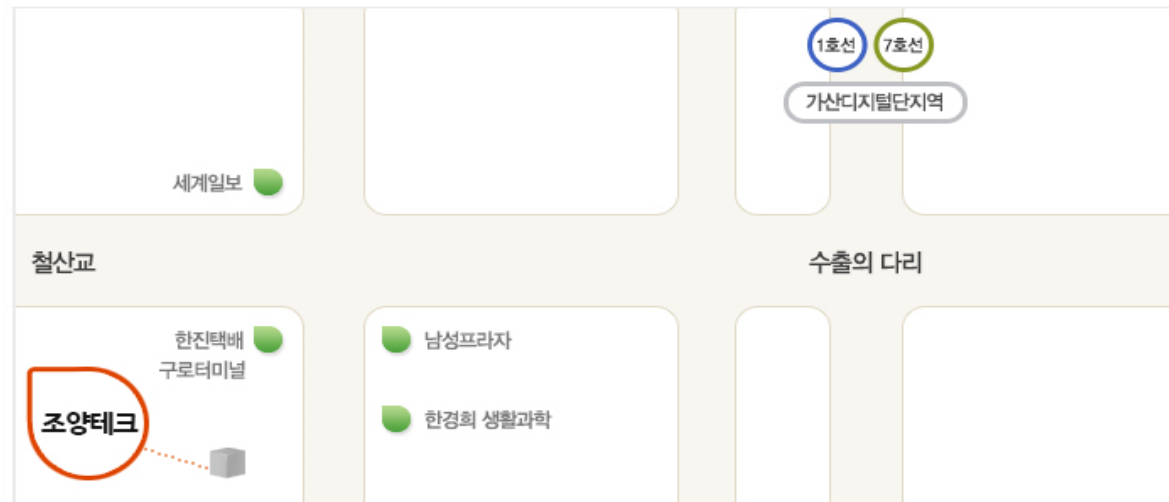 1호선 7호선
가산디지털단지역
세계일보
철산교
수출의 다리
한진택배
구로터미널
남성프라자
조양테크
한경희 생활과학